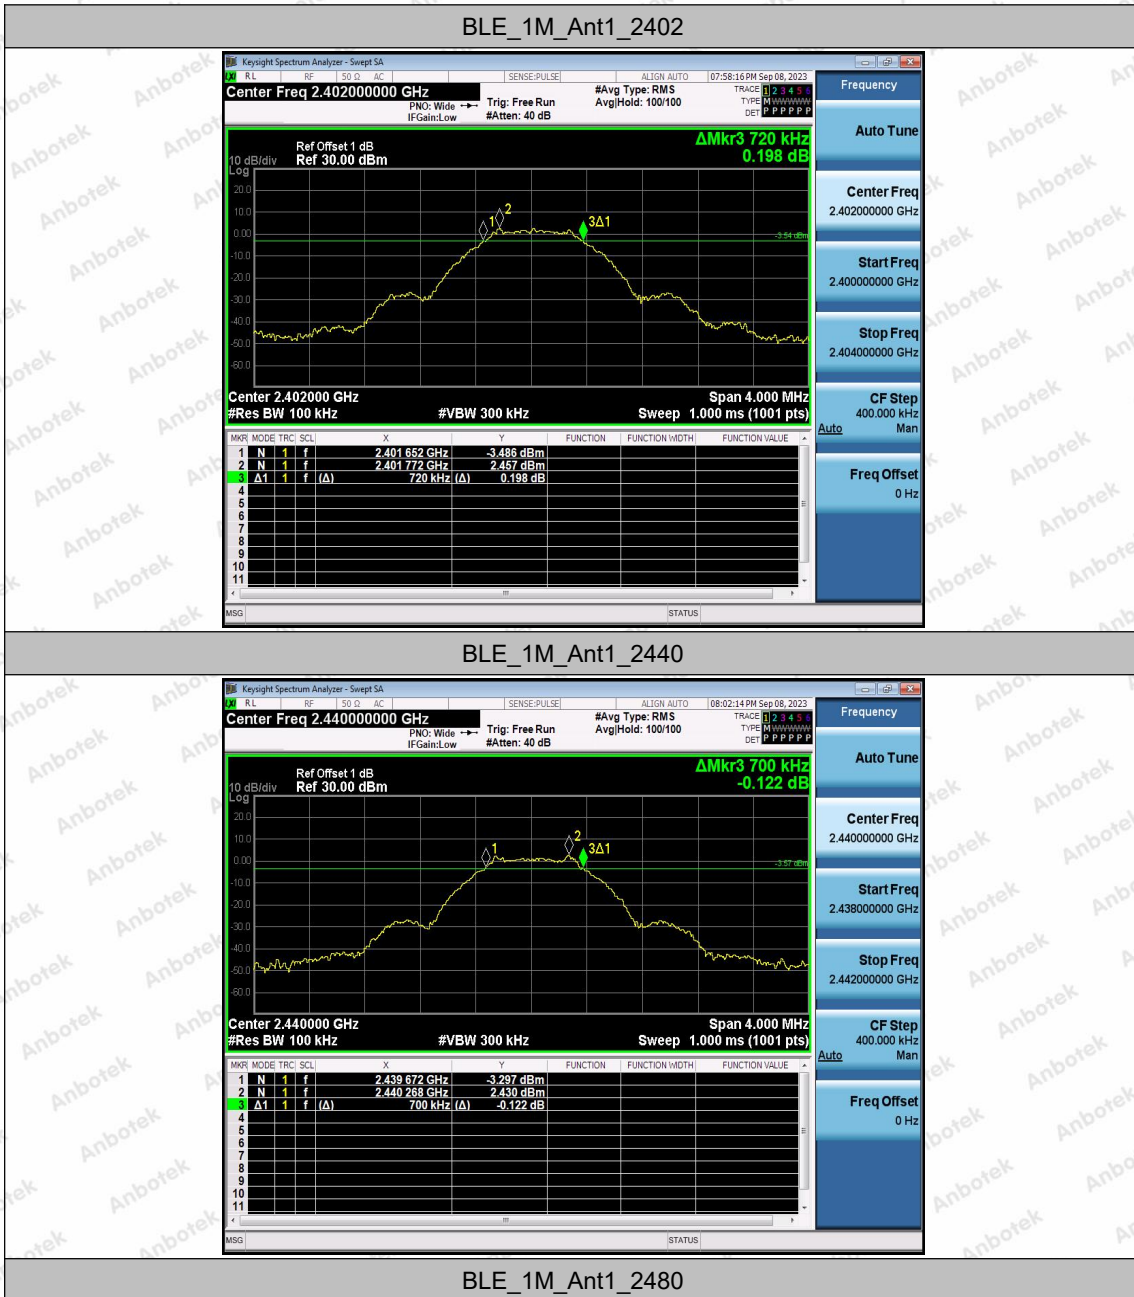 BLE_1M_Ant1_2402
Keysight Spectrum Analyzer - Swept SA
RL RF 50 Ω AC SENSE:PULSE ALIGN AUTO 07:58:16 PM Sep 08, 2023
Center Freq 2.402000000 GHz
PNO: Wide
IFGain:Low
Trig: Free Run
#Atten: 40 dB
#Avg Type: RMS
Avg|Hold: 100/100
TRACE 1 2 3 4 5 6
TYPE M W W W W W
DET P P P P P P
Frequency
Auto Tune
Center Freq
2.402000000 GHz
Start Freq
2.400000000 GHz
Stop Freq
2.404000000 GHz
CF Step
400.000 kHz
Auto Man
Freq Offset
0 Hz
ΔMkr3 720 kHz
0.198 dB
Ref Offset 1 dB
10 dB/div Ref 30.00 dBm
Log
20.0
10.0
0.00
-10.0
-20.0
-30.0
-40.0
-50.0
-60.0
1
2
3Δ1
-3.54 dBm
Center 2.402000 GHz Span 4.000 MHz
#Res BW 100 kHz #VBW 300 kHz Sweep 1.000 ms (1001 pts)
MKR MODE TRC SCL X Y FUNCTION FUNCTION WIDTH FUNCTION VALUE
1 N 1 f 2.401 652 GHz -3.486 dBm
2 N 1 f 2.401 772 GHz 2.457 dBm
3 Δ1 1 f (Δ) 720 kHz (Δ) 0.198 dB
4
5
6
7
8
9
10
11
MSG STATUS
BLE_1M_Ant1_2440
Keysight Spectrum Analyzer - Swept SA
RL RF 50 Ω AC SENSE:PULSE ALIGN AUTO 08:02:14 PM Sep 08, 2023
Center Freq 2.440000000 GHz
PNO: Wide
IFGain:Low
Trig: Free Run
#Atten: 40 dB
#Avg Type: RMS
Avg|Hold: 100/100
TRACE 1 2 3 4 5 6
TYPE M W W W W W
DET P P P P P P
Frequency
Auto Tune
Center Freq
2.440000000 GHz
Start Freq
2.438000000 GHz
Stop Freq
2.442000000 GHz
CF Step
400.000 kHz
Auto Man
Freq Offset
0 Hz
ΔMkr3 700 kHz
-0.122 dB
Ref Offset 1 dB
10 dB/div Ref 30.00 dBm
Log
20.0
10.0
0.00
-10.0
-20.0
-30.0
-40.0
-50.0
-60.0
1
2
3Δ1
-3.57 dBm
Center 2.440000 GHz Span 4.000 MHz
#Res BW 100 kHz #VBW 300 kHz Sweep 1.000 ms (1001 pts)
MKR MODE TRC SCL X Y FUNCTION FUNCTION WIDTH FUNCTION VALUE
1 N 1 f 2.439 672 GHz -3.297 dBm
2 N 1 f 2.440 268 GHz 2.430 dBm
3 Δ1 1 f (Δ) 700 kHz (Δ) -0.122 dB
4
5
6
7
8
9
10
11
MSG STATUS
BLE_1M_Ant1_2480